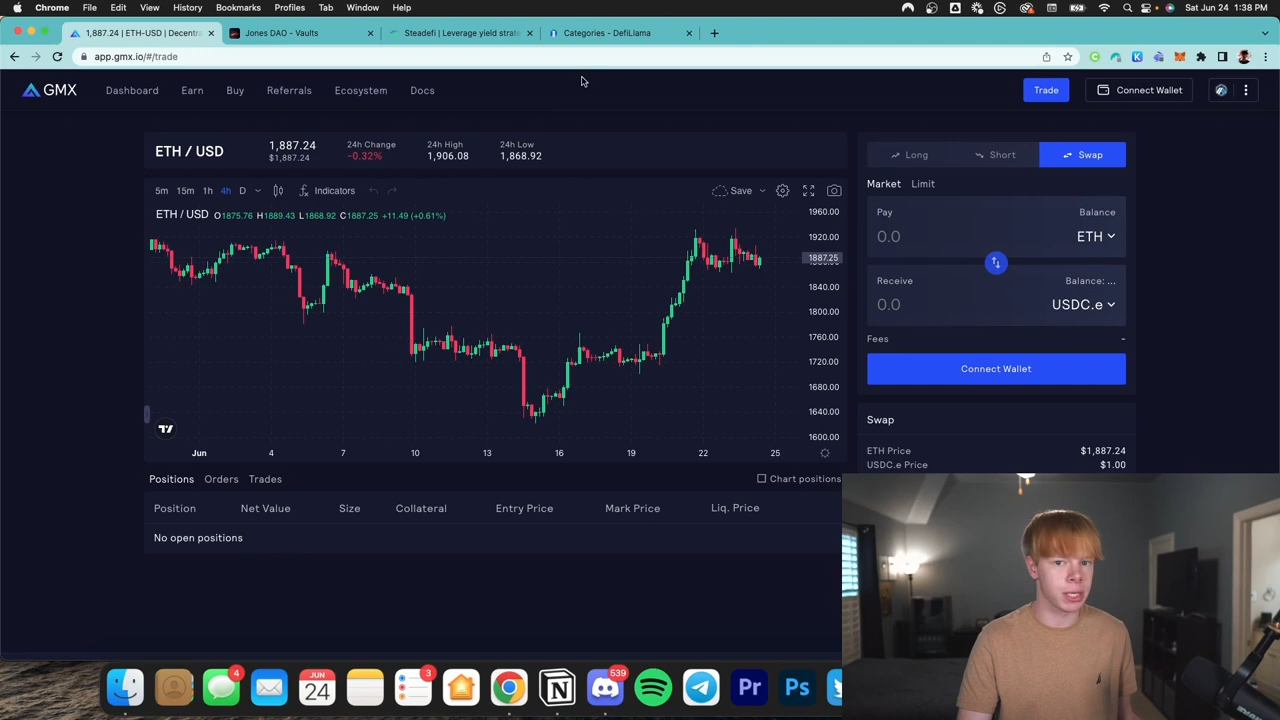 Chrome File Edit View History Bookmarks Profiles Tab Window Help Sat Jun 24 1:38 PM
1,887.24 | ETH-USD | Decentra Jones DAO - Vaults Steadefi | Leverage yield strate Categories - DefiLlama
app.gmx.io/#/trade
GMX Dashboard Earn Buy Referrals Ecosystem Docs Trade Connect Wallet
ETH / USD
1,887.24
$1,887.24
24h Change
-0.32%
24h High
1,906.08
24h Low
1,868.92
5m 15m 1h 4h D Indicators Save
ETH / USD O1875.76 H1889.43 L1868.92 C1887.25 +11.49 (+0.61%)
1960.00
1920.00
1887.25
1840.00
1800.00
1760.00
1720.00
1680.00
1640.00
1600.00
Jun 4 7 10 13 16 19 22 25
Long Short Swap
Market Limit
Pay Balance
0.0 ETH
Receive Balance: ...
0.0 USDC.e
Fees -
Connect Wallet
Swap
ETH Price $1,887.24
USDC.e Price $1.00
Positions Orders Trades Chart positions
Position Net Value Size Collateral Entry Price Mark Price Liq. Price
No open positions
4
JUN
24
3
539
Pr
Ps